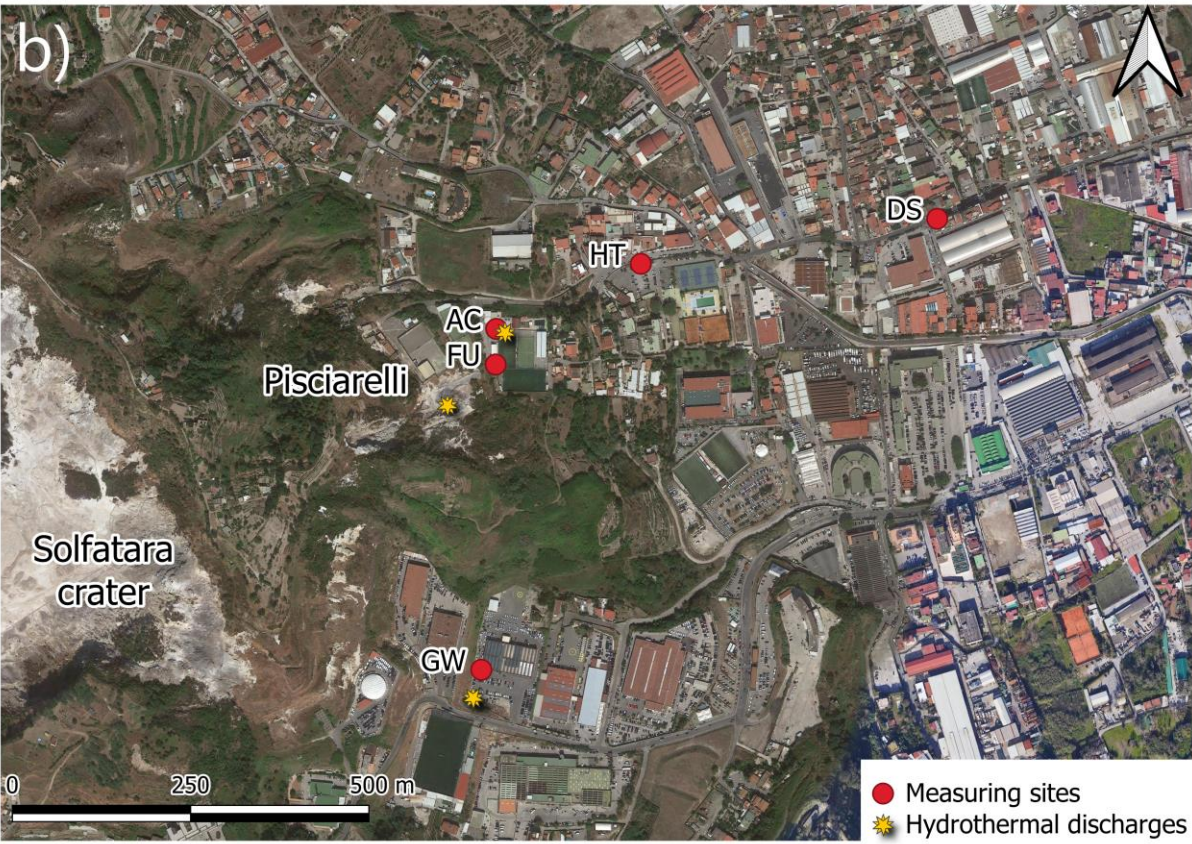 b)
DS
HT
AC
FU
Pisciarelli
Solfatara
crater
GW
0 250 500 m
Measuring sites
Hydrothermal discharges